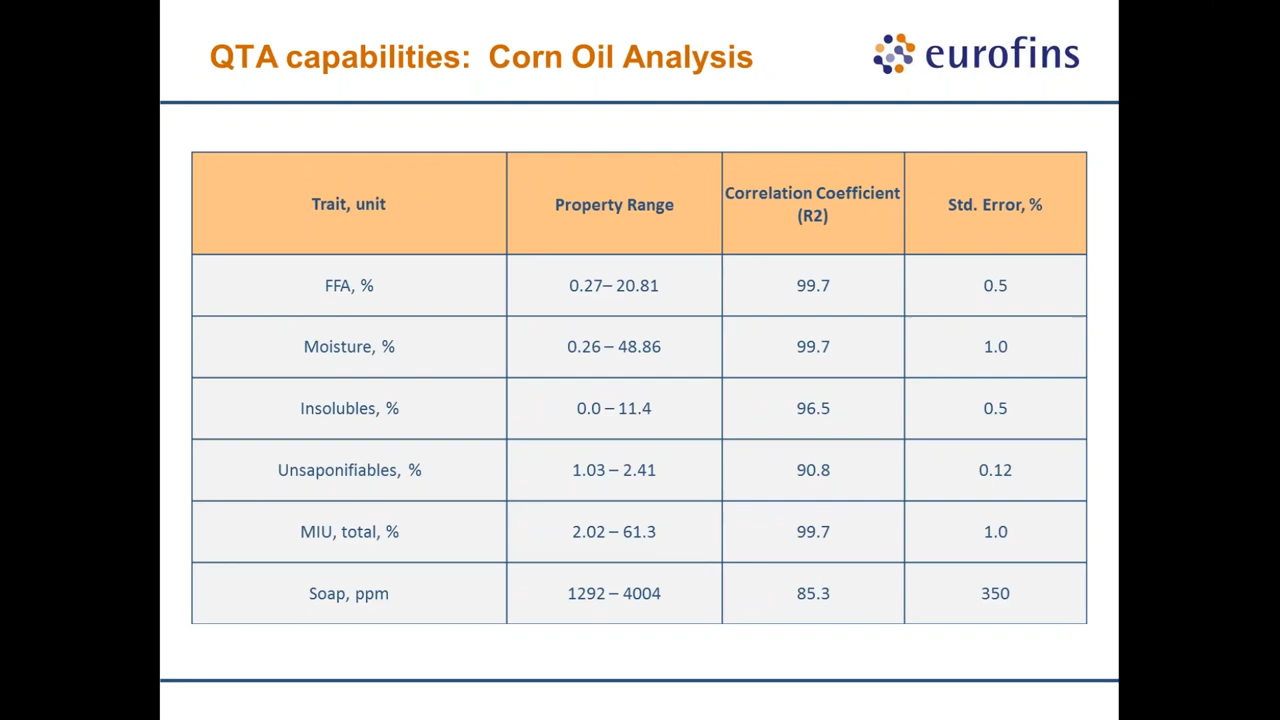 QTA capabilities: Corn Oil Analysis
eurofins
Trait, unit
Property Range
Correlation Coefficient
(R2)
Std. Error, %
FFA, %
0.27– 20.81
99.7
0.5
Moisture, %
0.26 – 48.86
99.7
1.0
Insolubles, %
0.0 – 11.4
96.5
0.5
Unsaponifiables, %
1.03 – 2.41
90.8
0.12
MIU, total, %
2.02 – 61.3
99.7
1.0
Soap, ppm
1292 – 4004
85.3
350